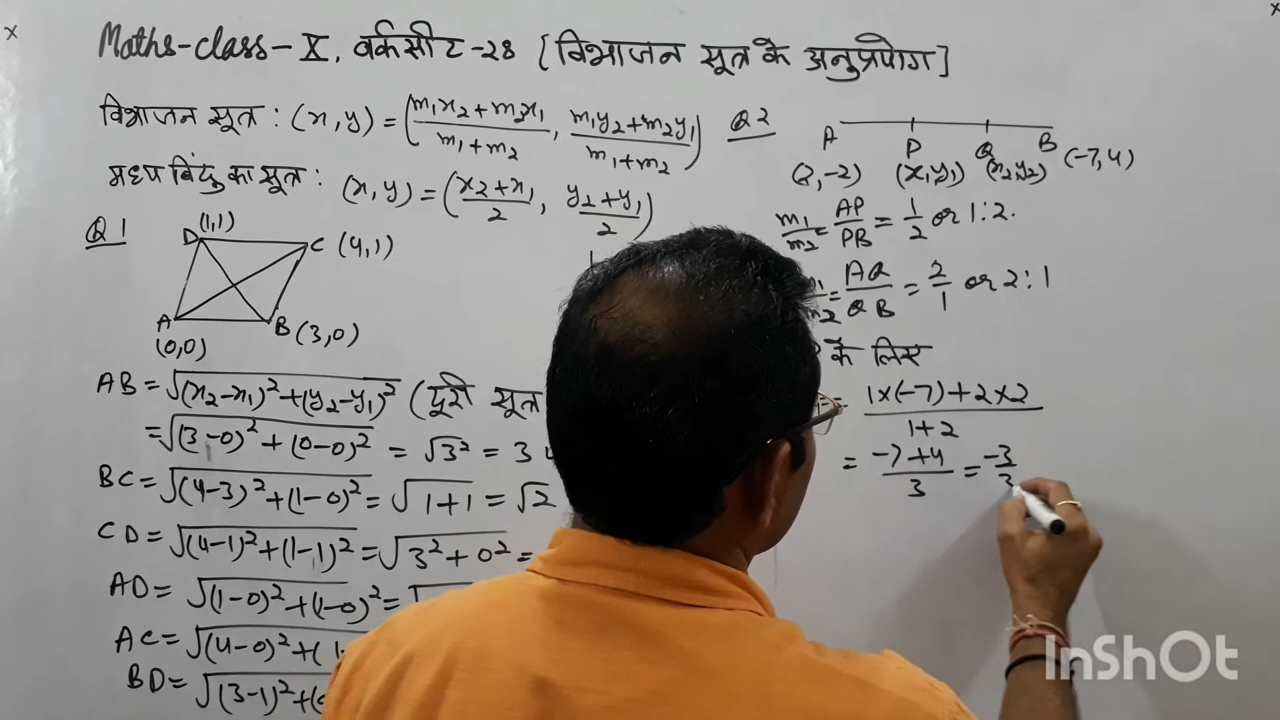 Maths-class-X, वर्कसीट-28 [विभाजन सूत्र के अनुप्रयोग]
विभाजन सूत्र : (x, y) = (m₁x₂+m₂x₁/m₁+m₂, m₁y₂+m₂y₁/m₁+m₂)
मध्य बिंदु का सूत्र : (x, y) = (x₂+x₁/2, y₂+y₁/2)
Q 1
D (1,1)
C (4,1)
A (0,0)
B (3,0)
AB = √(x₂-x₁)²+(y₂-y₁)² (दूरी सूत्र
= √(3-0)²+(0-0)² = √3² = 3
BC = √(4-3)²+(1-0)² = √1+1 = √2
CD = √(4-1)²+(1-1)² = √3²+0² =
AD = √(1-0)²+(1-0)² =
AC = √(4-0)²+(1-
BD = √(3-1)²+(
Q 2
A P Q B
(2,-2) (x₁,y₁) (x₂,y₂) (-7,4)
m₁/m₂ = AP/PB = 1/2 or 1:2.
= AQ/QB = 2/1 or 2:1
के लिए
= 1×(-7)+2×2/1+2
= -7+4/3 = -3/3
InShOt